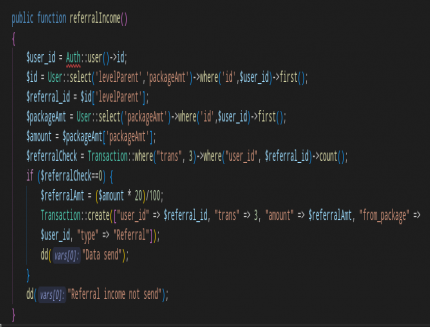 public function referralIncome()
{
$user_id = Auth::user()->id;
$id = User::select('levelParent','packageAmt')->where('id',$user_id)->first();
$referral_id = $id['levelParent'];
$packageAmt = User::select('packageAmt')->where('id',$user_id)->first();
$amount = $packageAmt['packageAmt'];
$referralCheck = Transaction::where("trans", 3)->where("user_id", $referral_id)->count();
if ($referralCheck==0) {
$referralAmt = ($amount * 20)/100;
Transaction::create(["user_id" => $referral_id, "trans" => 3, "amount" => $referralAmt, "from_package" =>
$user_id, "type" => "Referral"]);
dd( vars[0]: "Data send");
}
dd( vars[0]: "Referral income not send");
}